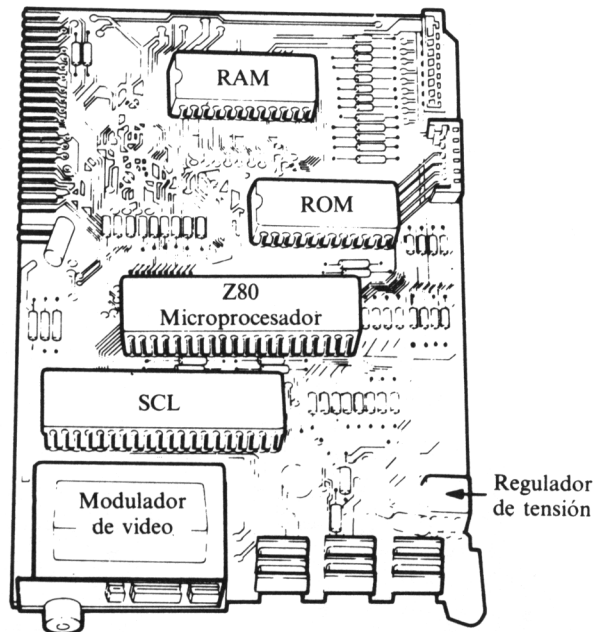 RAM
ROM
Z80
Microprocesador
SCL
Modulador
de video
Regulador
de tensión